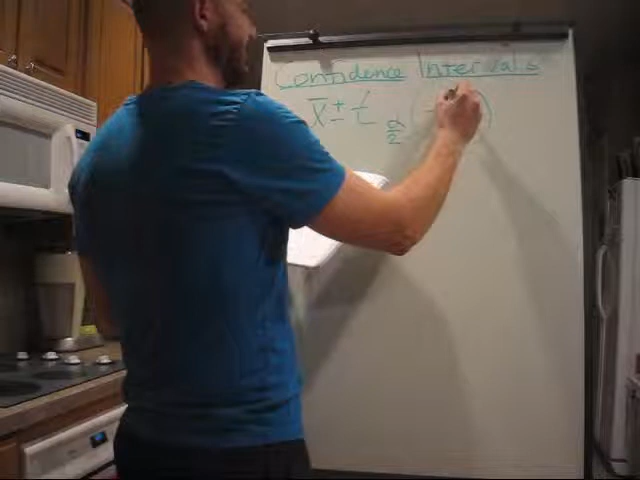 Confidence Intervals
x̄ ± Z α/2 (